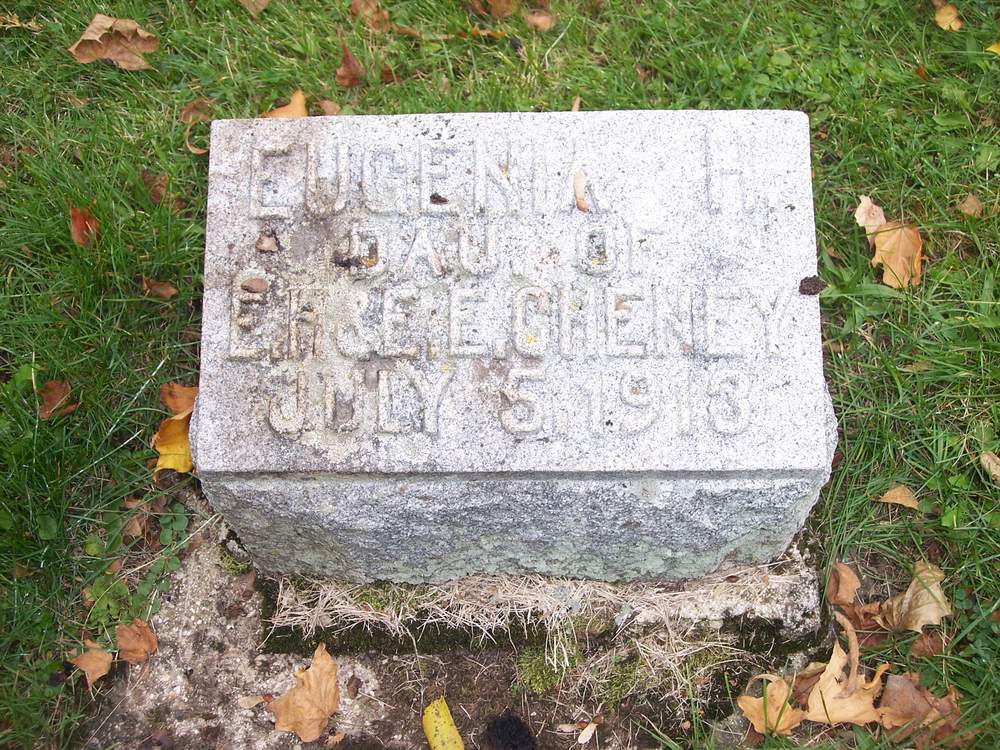 EUGENIA H.
DAU. OF
E.H. & E.E. CHENEY
JULY 5, 1913